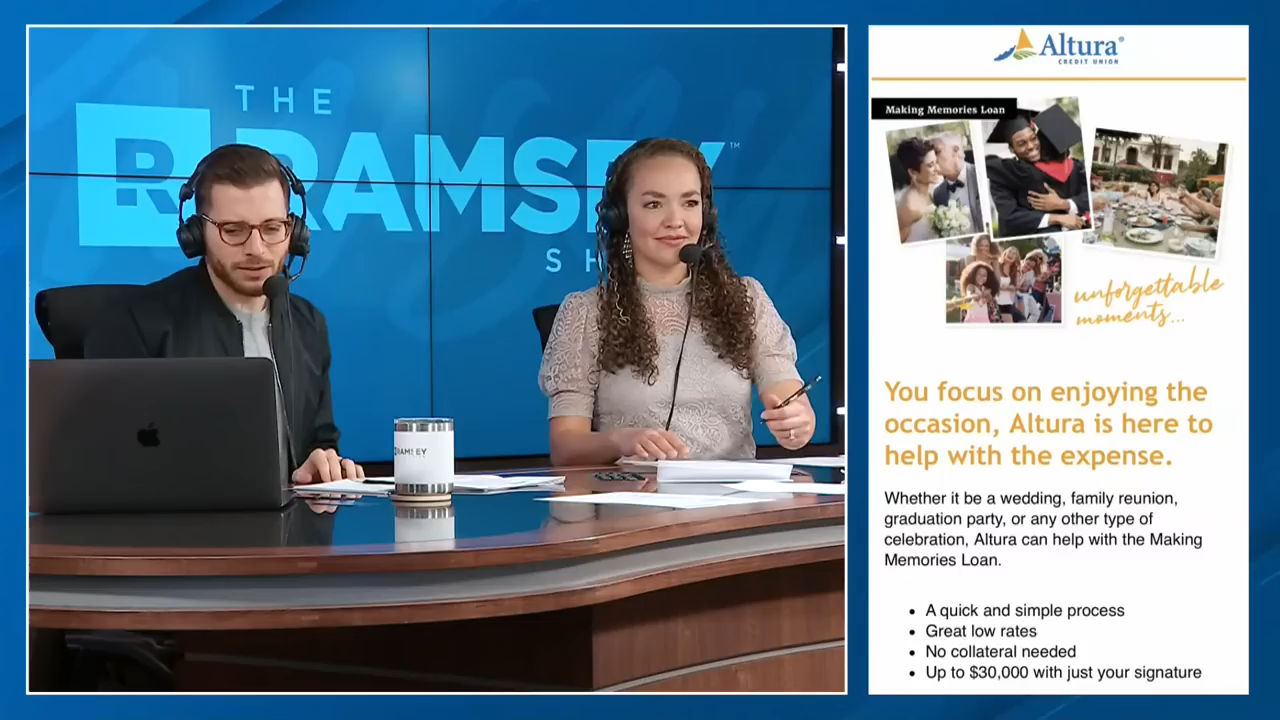 THE
R RAMSEY™
SH
RAMSEY
Altura®
CREDIT UNION
Making Memories Loan
unforgettable
moments...
You focus on enjoying the
occasion, Altura is here to
help with the expense.
Whether it be a wedding, family reunion,
graduation party, or any other type of
celebration, Altura can help with the Making
Memories Loan.
• A quick and simple process
• Great low rates
• No collateral needed
• Up to $30,000 with just your signature